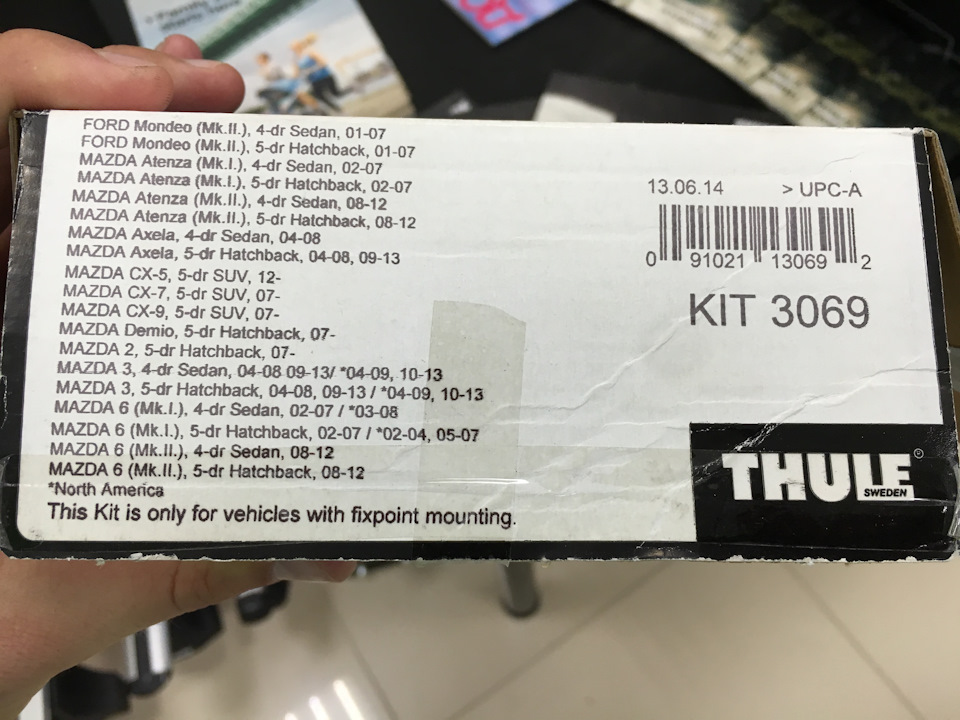 FORD Mondeo (Mk.II.), 4-dr Sedan, 01-07
FORD Mondeo (Mk.II.), 5-dr Hatchback, 01-07
MAZDA Atenza (Mk.I.), 4-dr Sedan, 02-07
MAZDA Atenza (Mk.I.), 5-dr Hatchback, 02-07
MAZDA Atenza (Mk.II.), 4-dr Sedan, 08-12
MAZDA Atenza (Mk.II.), 5-dr Hatchback, 08-12
MAZDA Axela, 4-dr Sedan, 04-08
MAZDA Axela, 5-dr Hatchback, 04-08, 09-13
MAZDA CX-5, 5-dr SUV, 12-
MAZDA CX-7, 5-dr SUV, 07-
MAZDA CX-9, 5-dr SUV, 07-
MAZDA Demio, 5-dr Hatchback, 07-
MAZDA 2, 5-dr Hatchback, 07-
MAZDA 3, 4-dr Sedan, 04-08 09-13/ *04-09, 10-13
MAZDA 3, 5-dr Hatchback, 04-08, 09-13 / *04-09, 10-13
MAZDA 6 (Mk.I.), 4-dr Sedan, 02-07 / *03-08
MAZDA 6 (Mk.I.), 5-dr Hatchback, 02-07 / *02-04, 05-07
MAZDA 6 (Mk.II.), 4-dr Sedan, 08-12
MAZDA 6 (Mk.II.), 5-dr Hatchback, 08-12
*North America
This Kit is only for vehicles with fixpoint mounting.
13.06.14 > UPC-A
0 91021 13069 2
KIT 3069
THULE®
SWEDEN